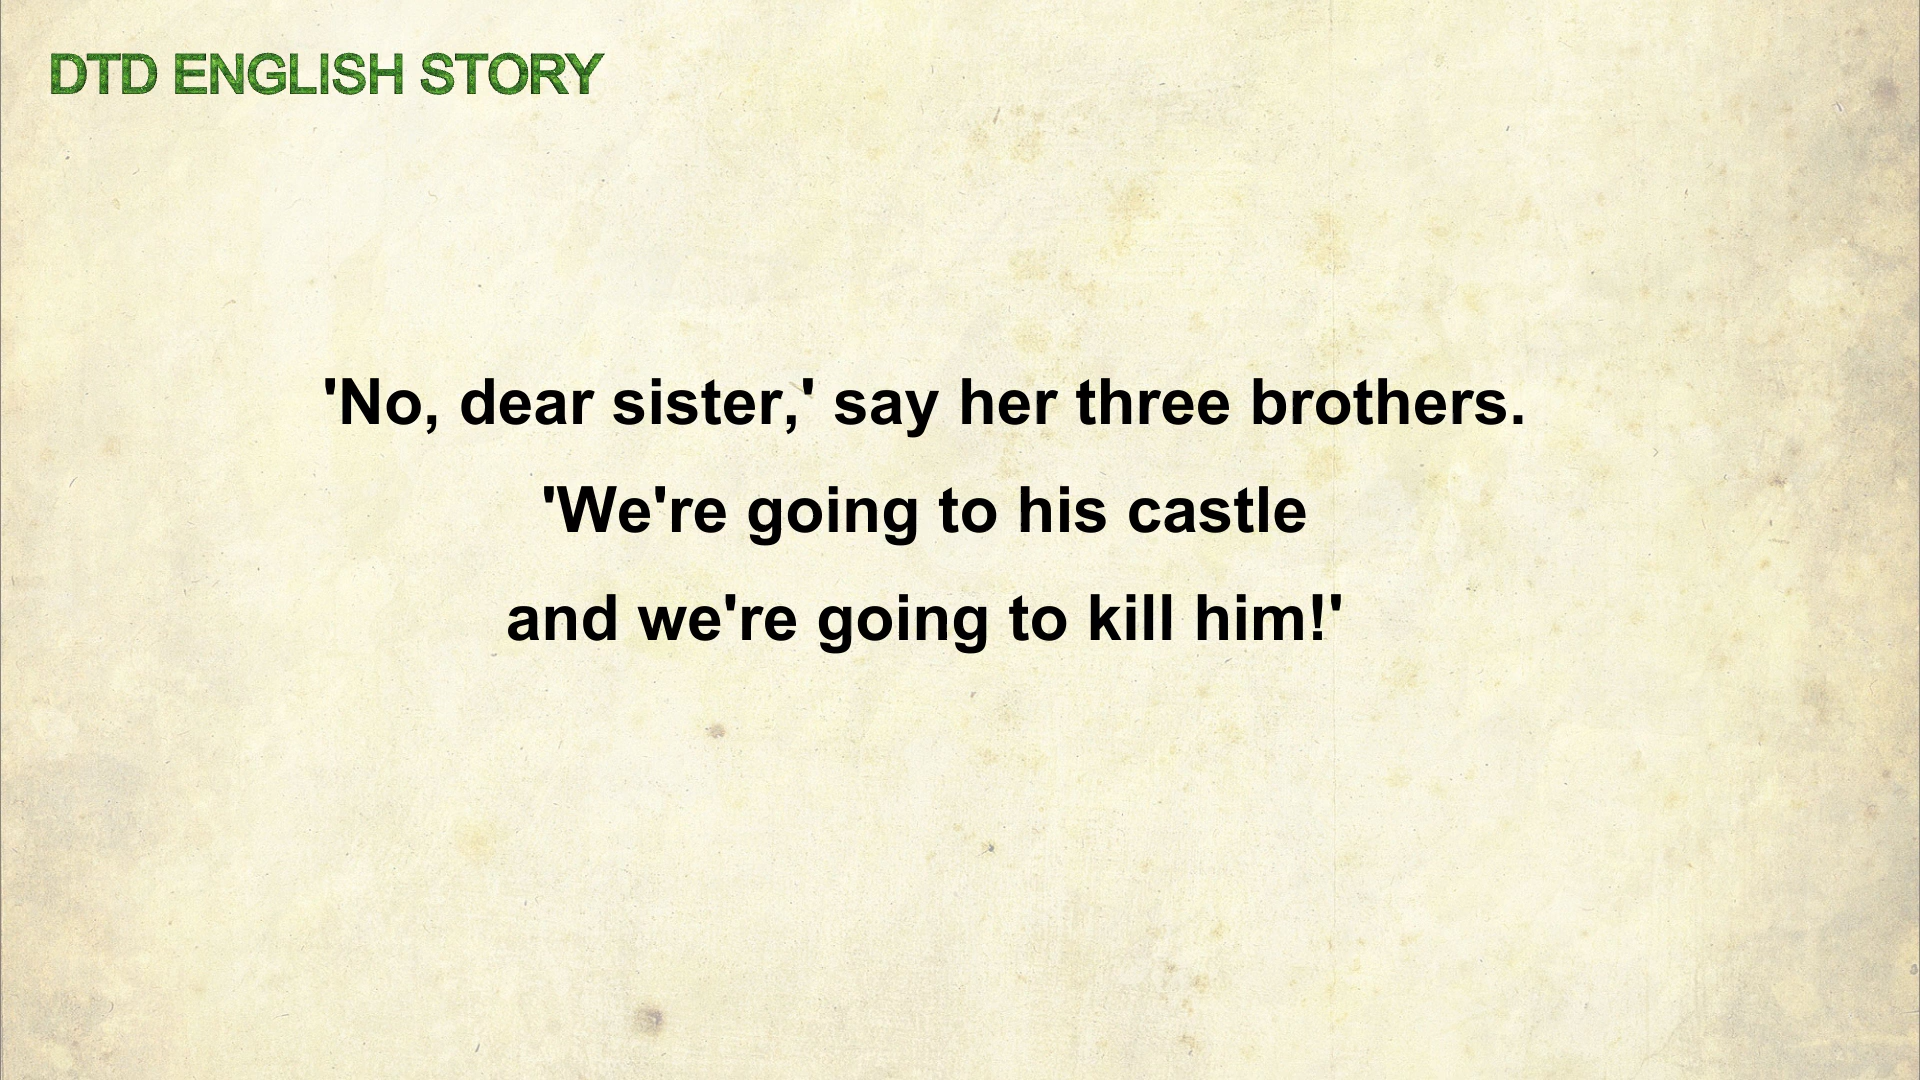 DTD ENGLISH STORY
'No, dear sister,' say her three brothers.
'We're going to his castle
and we're going to kill him!'